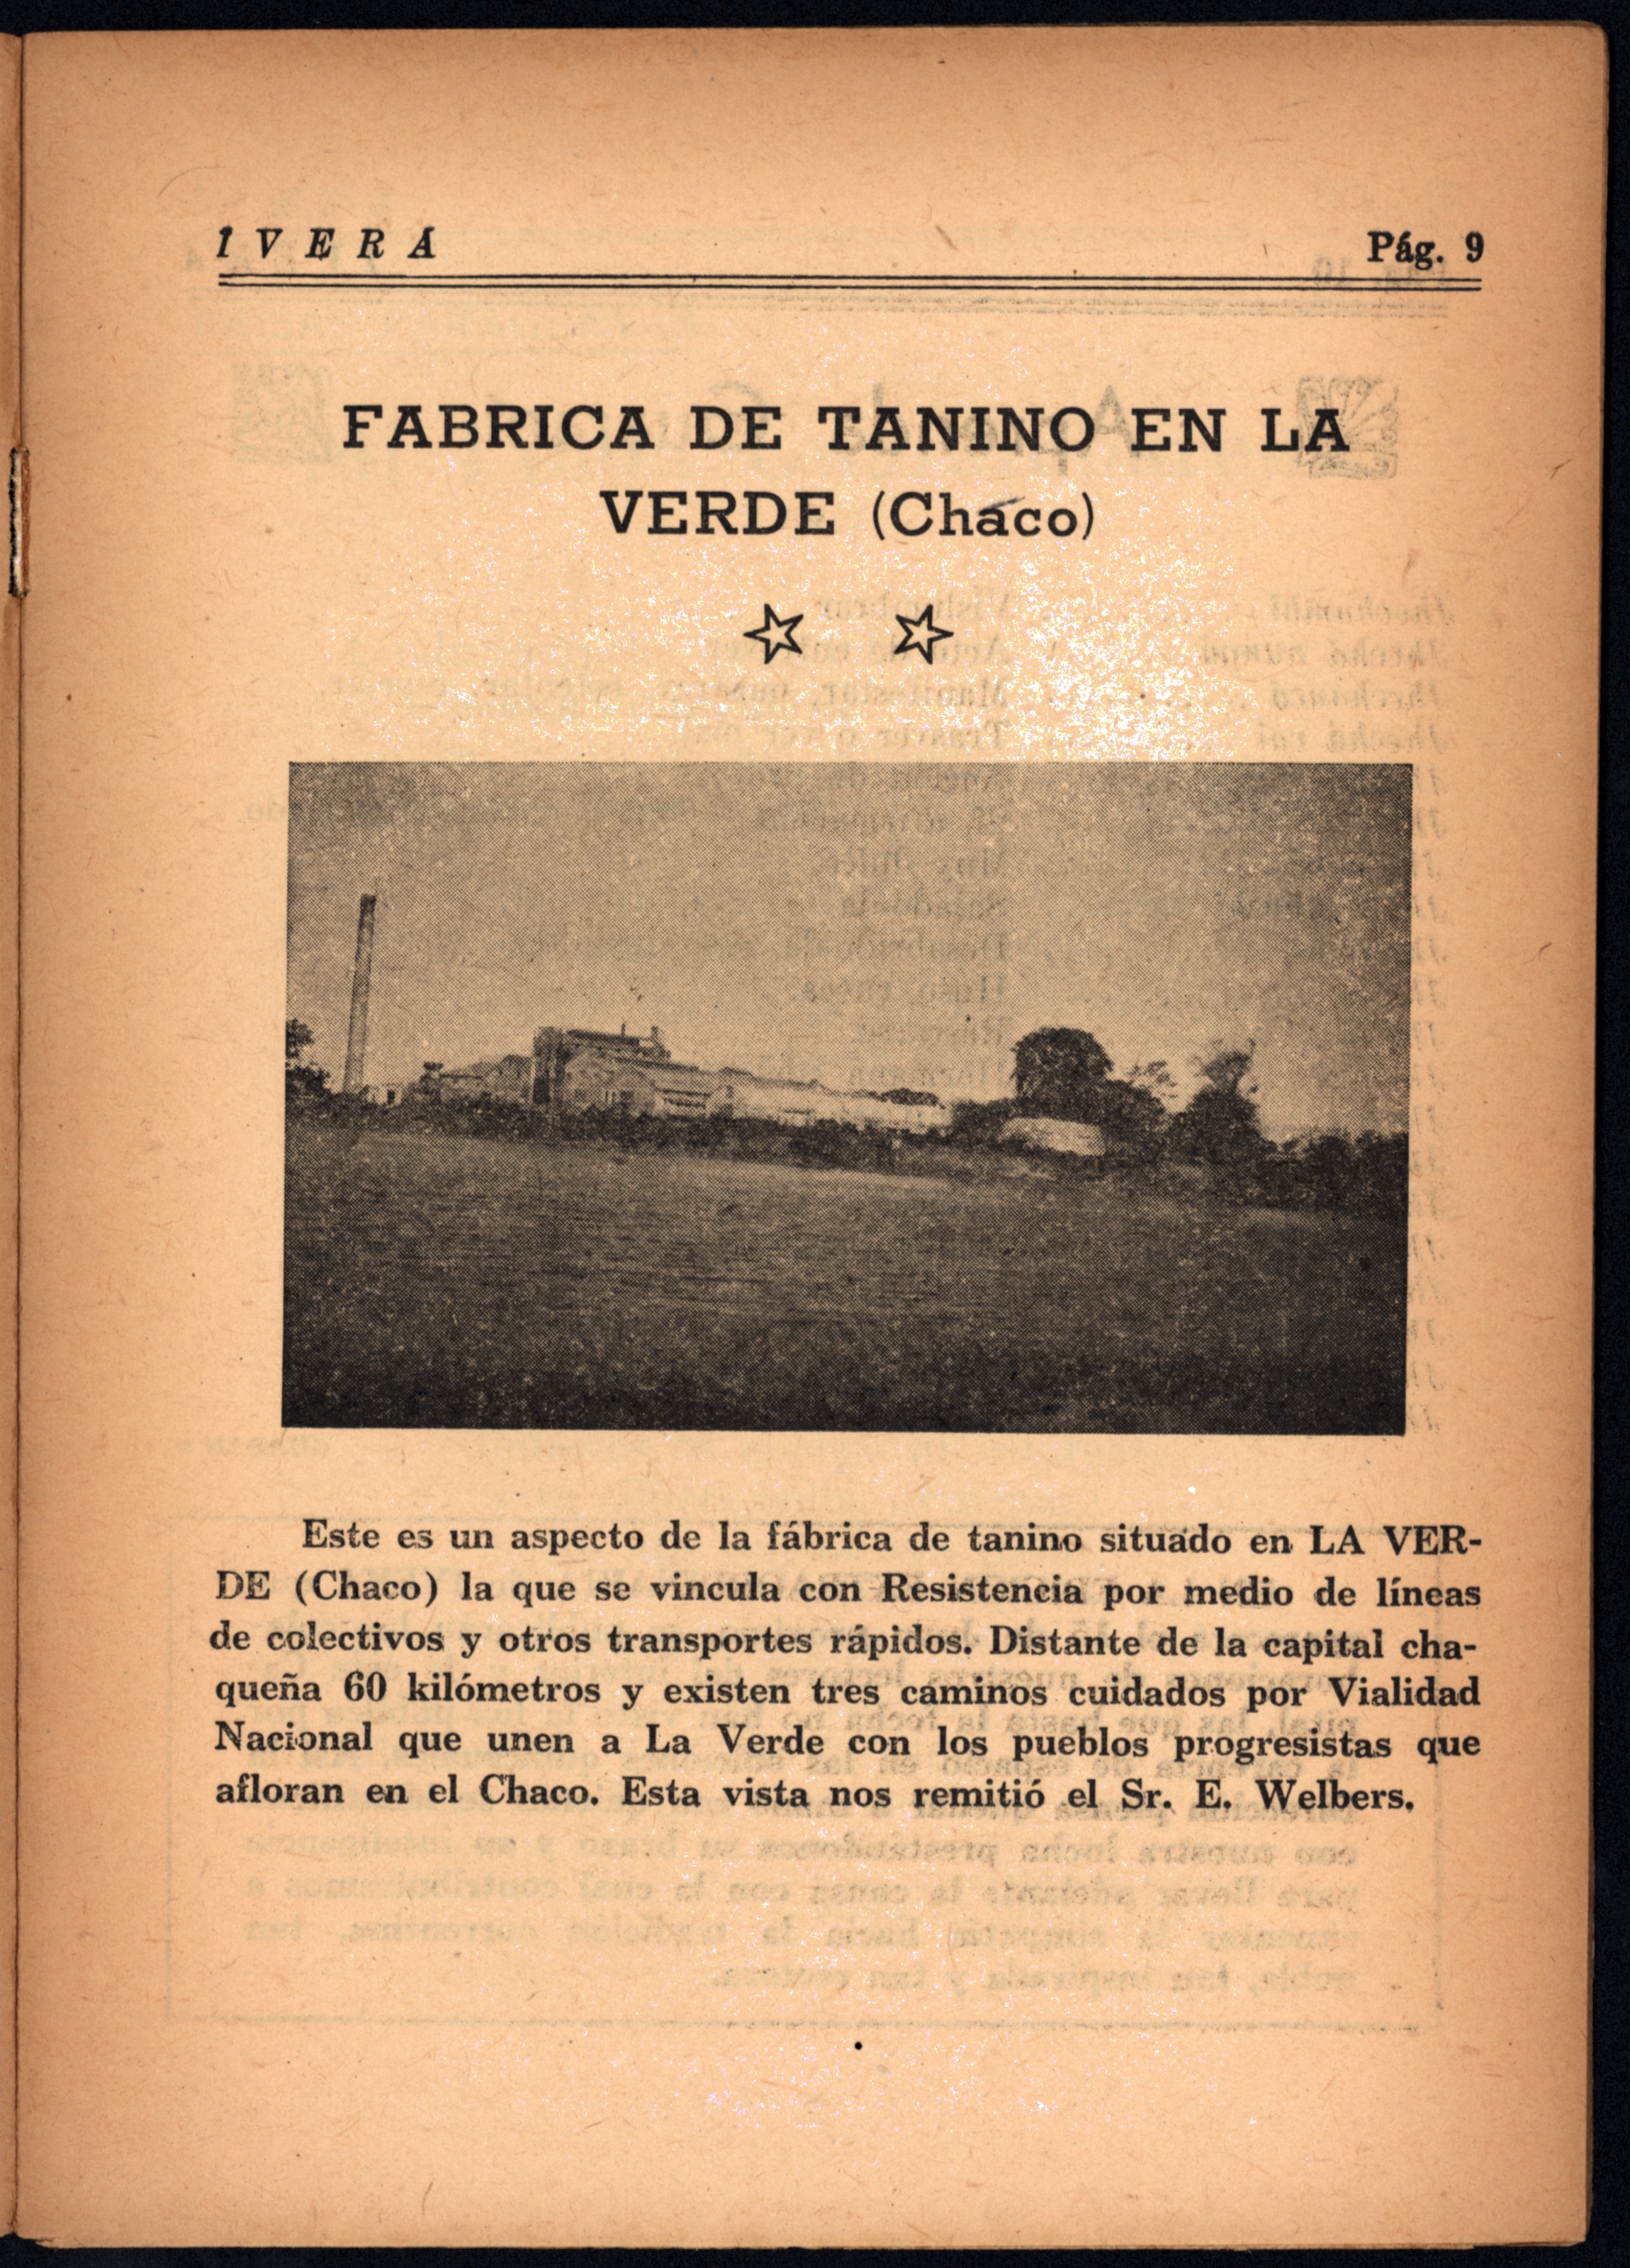 IVERÁ
Pág. 9
FABRICA DE TANINO EN LA
VERDE (Chaco)
Este es un aspecto de la fábrica de tanino situado en LA VER-
DE (Chaco) la que se vincula con Resistencia por medio de líneas
de colectivos y otros transportes rápidos. Distante de la capital cha-
queña 60 kilómetros y existen tres caminos cuidados por Vialidad
Nacional que unen a La Verde con los pueblos progresistas que
afloran en el Chaco. Esta vista nos remitió el Sr. E. Welbers.